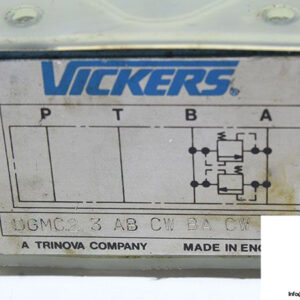 VICKERS.
P T B A
DGMC2 3 AB CW BA CW
A TRINOVA COMPANY MADE IN ENG